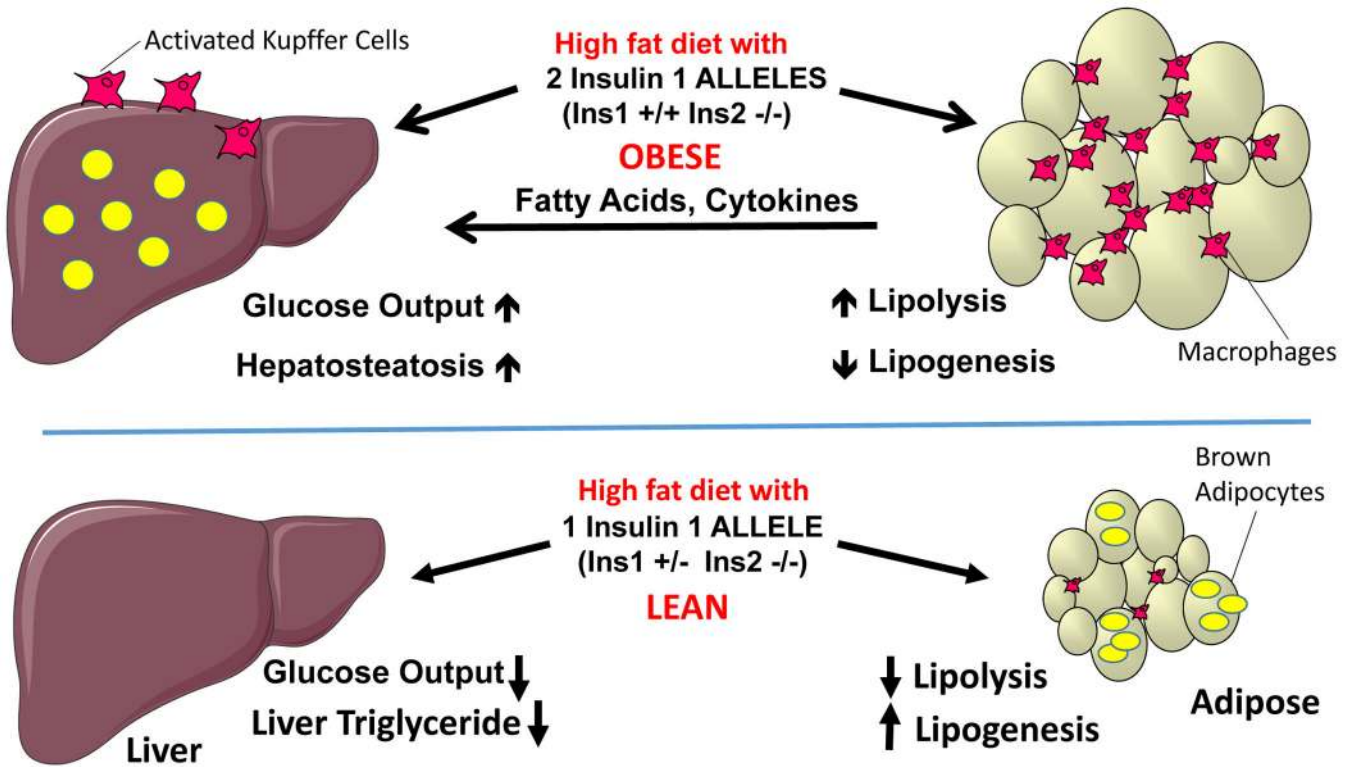 Activated Kupffer Cells
High fat diet with
2 Insulin 1 ALLELES
(Ins1 +/+ Ins2 -/-)
OBESE
Fatty Acids, Cytokines
Glucose Output
Hepatosteatosis
Lipolysis
Lipogenesis
Macrophages
High fat diet with
1 Insulin 1 ALLELE
(Ins1 +/- Ins2 -/-)
LEAN
Brown
Adipocytes
Glucose Output
Liver Triglyceride
Liver
Lipolysis
Lipogenesis
Adipose